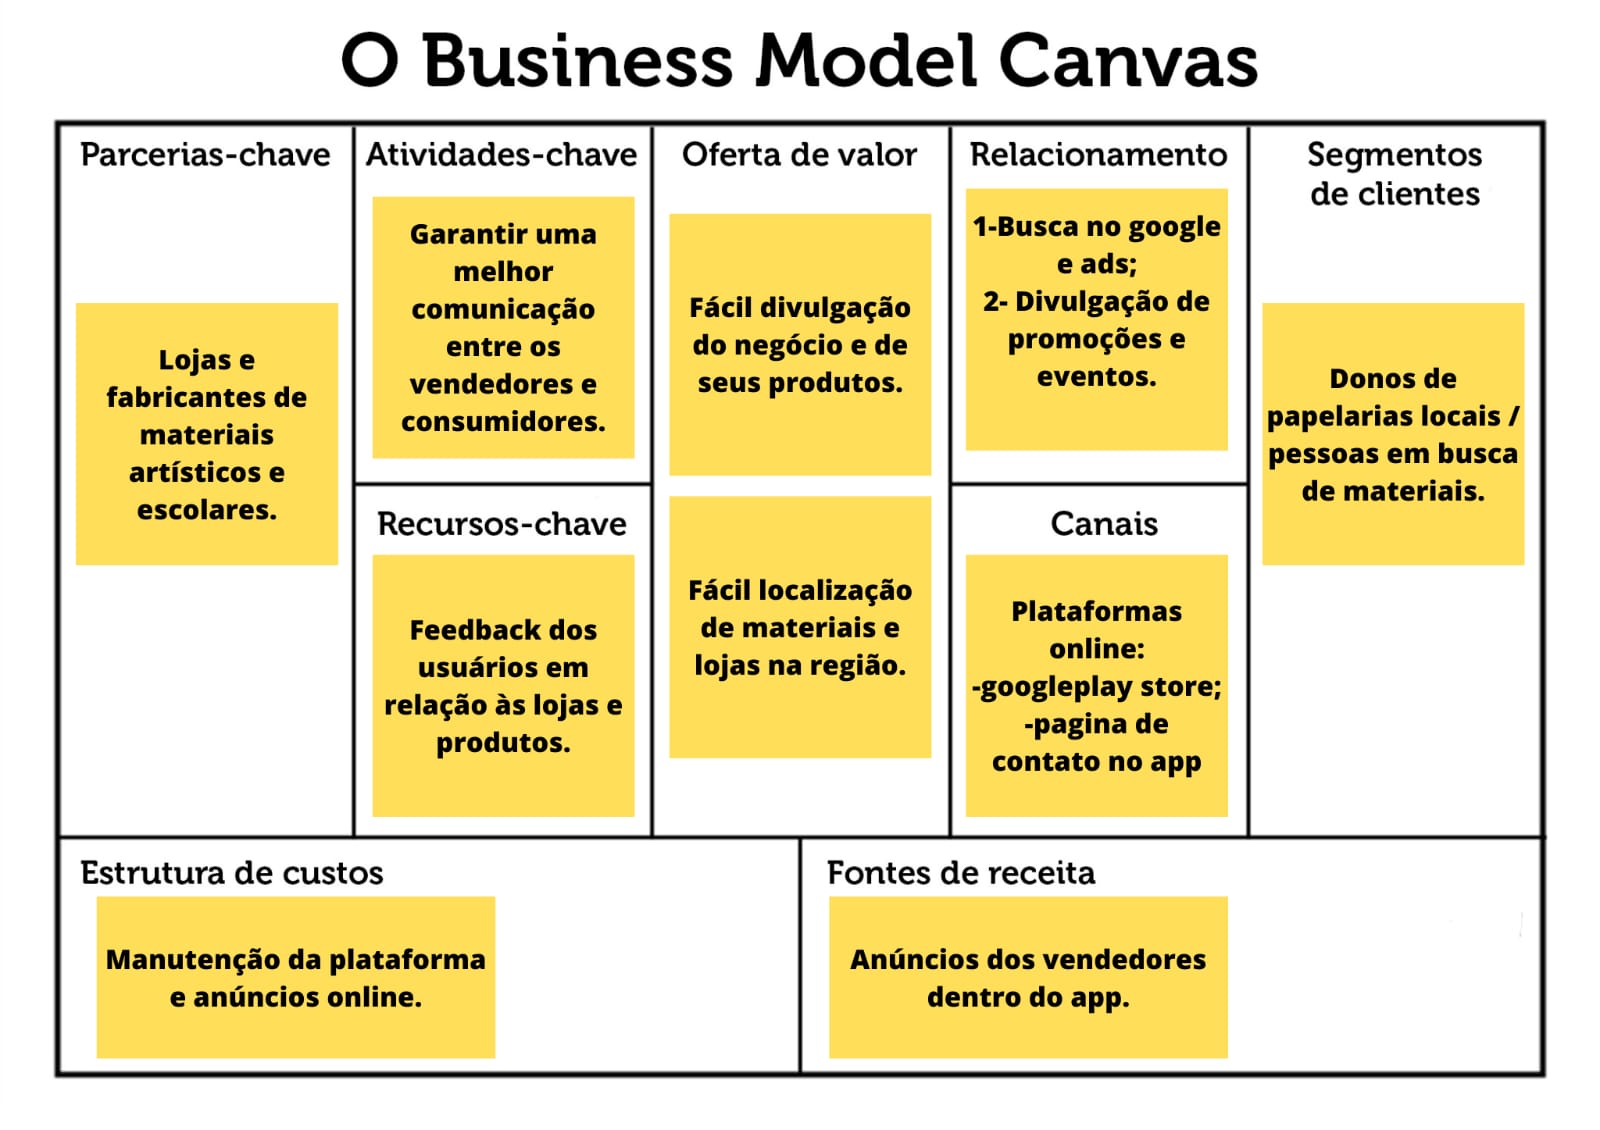 O Business Model Canvas
Parcerias-chave
Lojas e
fabricantes de
materiais
artísticos e
escolares.
Atividades-chave
Garantir uma
melhor
comunicação
entre os
vendedores e
consumidores.
Recursos-chave
Feedback dos
usuários em
relação às lojas e
produtos.
Oferta de valor
Fácil divulgação
do negócio e de
seus produtos.
Fácil localização
de materiais e
lojas na região.
Relacionamento
1-Busca no google
e ads;
2- Divulgação de
promoções e
eventos.
Canais
Plataformas
online:
-googleplay store;
-pagina de
contato no app
Segmentos
de clientes
Donos de
papelarias locais /
pessoas em busca
de materiais.
Estrutura de custos
Manutenção da plataforma
e anúncios online.
Fontes de receita
Anúncios dos vendedores
dentro do app.